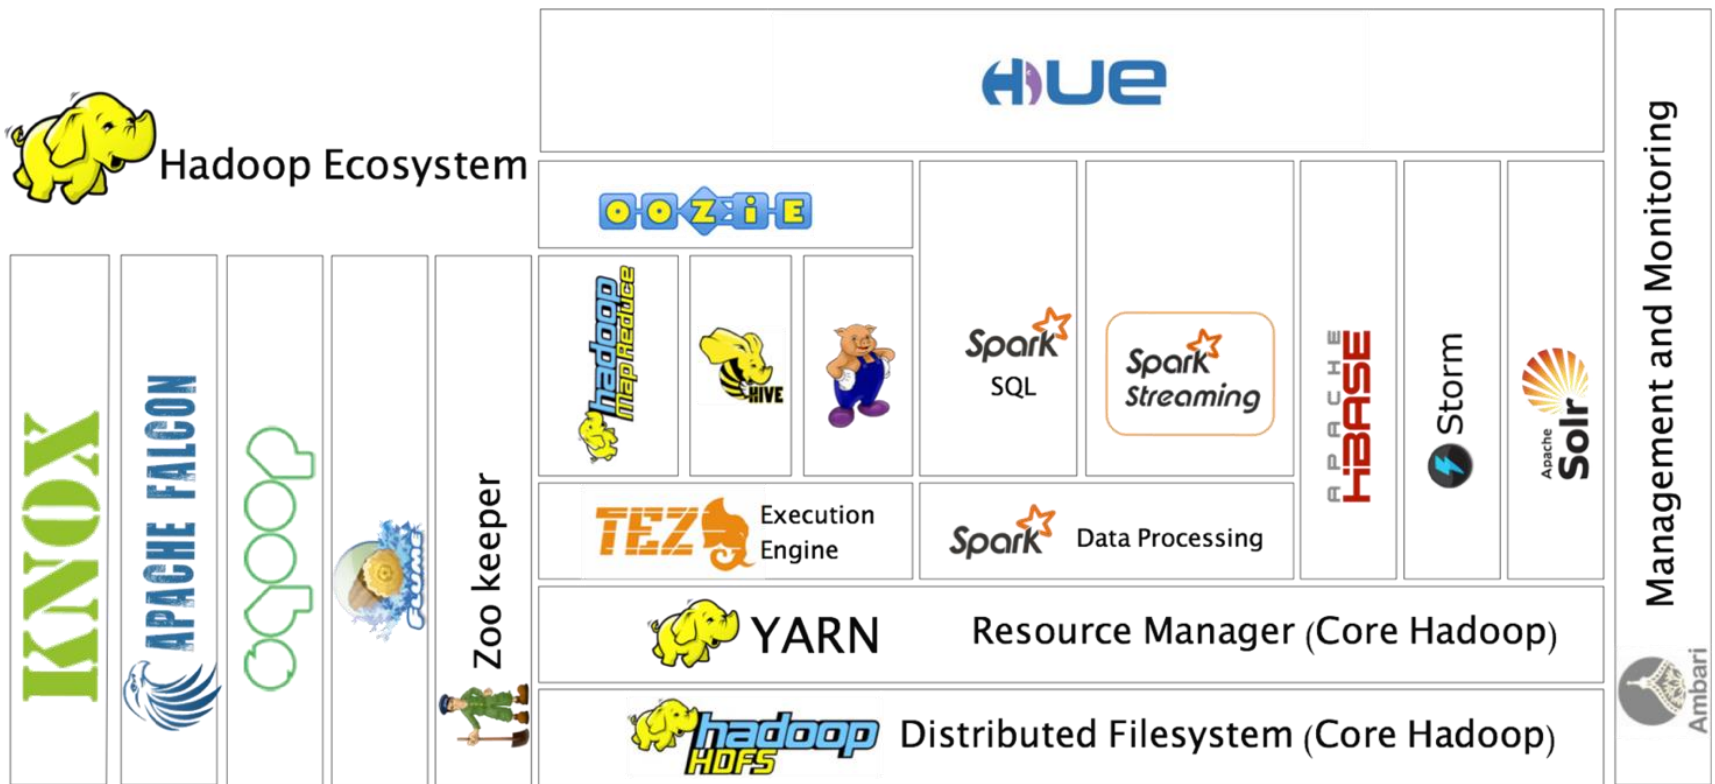 HUE
Hadoop Ecosystem
OOZiE
KNOX
APACHE FALCON
sqoop
FLUME
Zoo keeper
hadoop
MapReduce
HIVE
Spark
SQL
Spark
Streaming
APACHE
HBASE
Storm
Apache
Solr
TEZ
Execution
Engine
Spark
Data Processing
YARN
Resource Manager (Core Hadoop)
hadoop
HDFS
Distributed Filesystem (Core Hadoop)
Management and Monitoring
Ambari